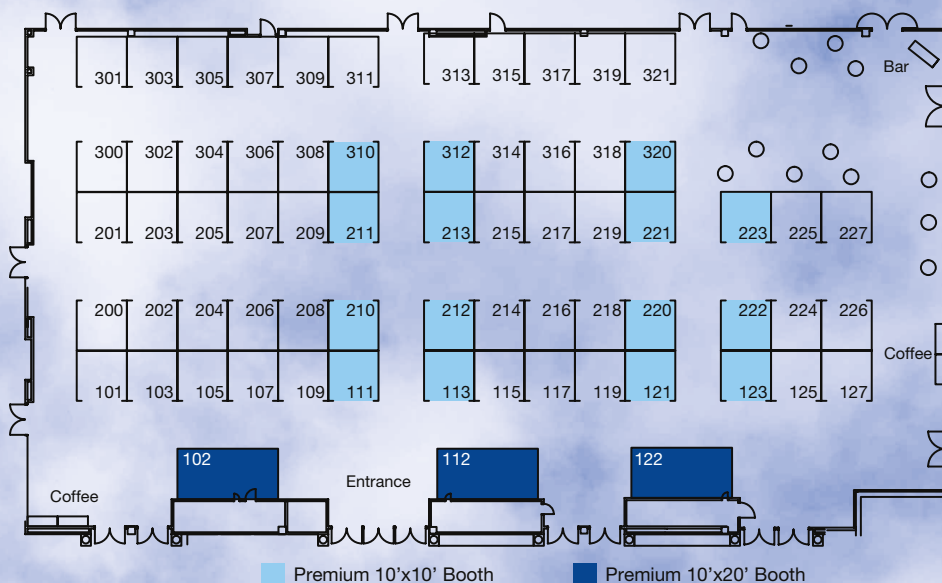 301 303 305 307 309 311 313 315 317 319 321
Bar
300 302 304 306 308 310 312 314 316 318 320
201 203 205 207 209 211 213 215 217 219 221 223 225 227
200 202 204 206 208 210 212 214 216 218 220 222 224 226
Coffee
101 103 105 107 109 111 113 115 117 119 121 123 125 127
102 112 122
Entrance
Coffee
Premium 10'x10' Booth Premium 10'x20' Booth